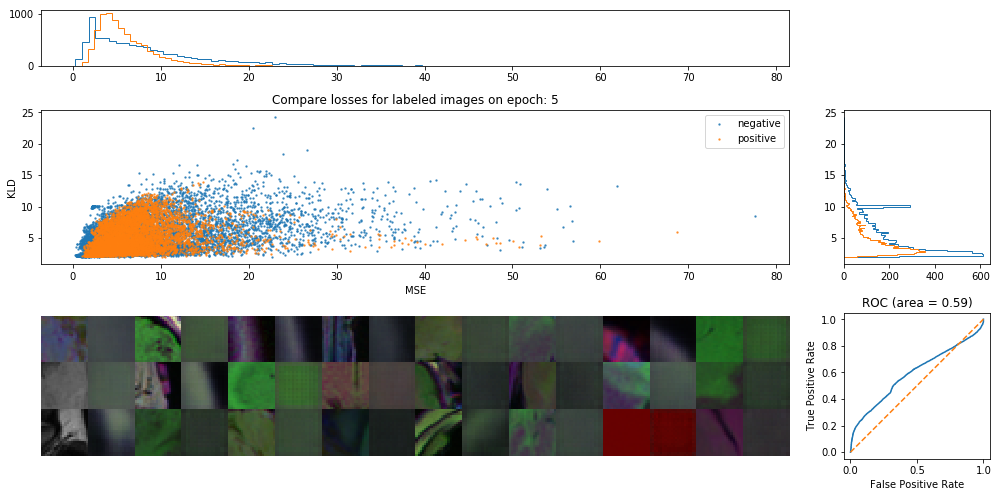 1000
0
0 10 20 30 40 50 60 70 80
Compare losses for labeled images on epoch: 5
25
20
15
10
5
KLD
negative
positive
0 10 20 30 40 50 60 70 80
MSE
25
20
15
10
5
0 200 400 600
ROC (area = 0.59)
1.0
0.8
0.6
0.4
0.2
0.0
True Positive Rate
0.0 0.5 1.0
False Positive Rate